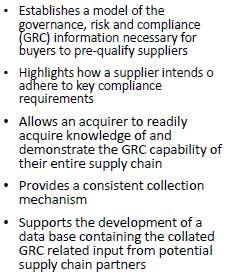 • Establishes a model of the
governance, risk and compliance
(GRC) information necessary for
buyers to pre-qualify suppliers
• Highlights how a supplier intends o
adhere to key compliance
requirements
• Allows an acquirer to readily
acquire knowledge of and
demonstrate the GRC capability of
their entire supply chain
• Provides a consistent collection
mechanism
• Supports the development of a
data base containing the collated
GRC related input from potential
supply chain partners